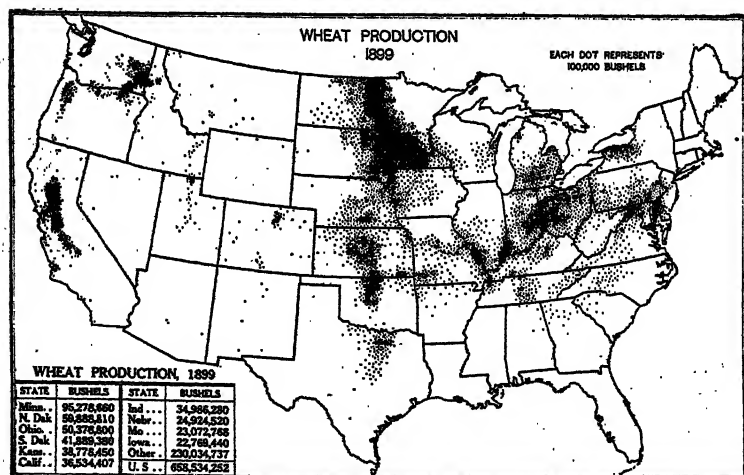 WHEAT PRODUCTION
1899
EACH DOT REPRESENTS
100,000 BUSHELS
WHEAT PRODUCTION, 1899
STATE BUSHELS STATE BUSHELS
Minn.. 95,278,660 Ind... 34,986,280
N. Dak 59,888,810 Nebr... 24,924,520
Ohio.. 50,376,800 Mo... 23,072,768
S. Dak 41,889,380 Iowa.. 22,769,440
Kans.. 38,778,450 Other. 230,034,737
Calif.. 36,534,407 U.S.. 658,534,252